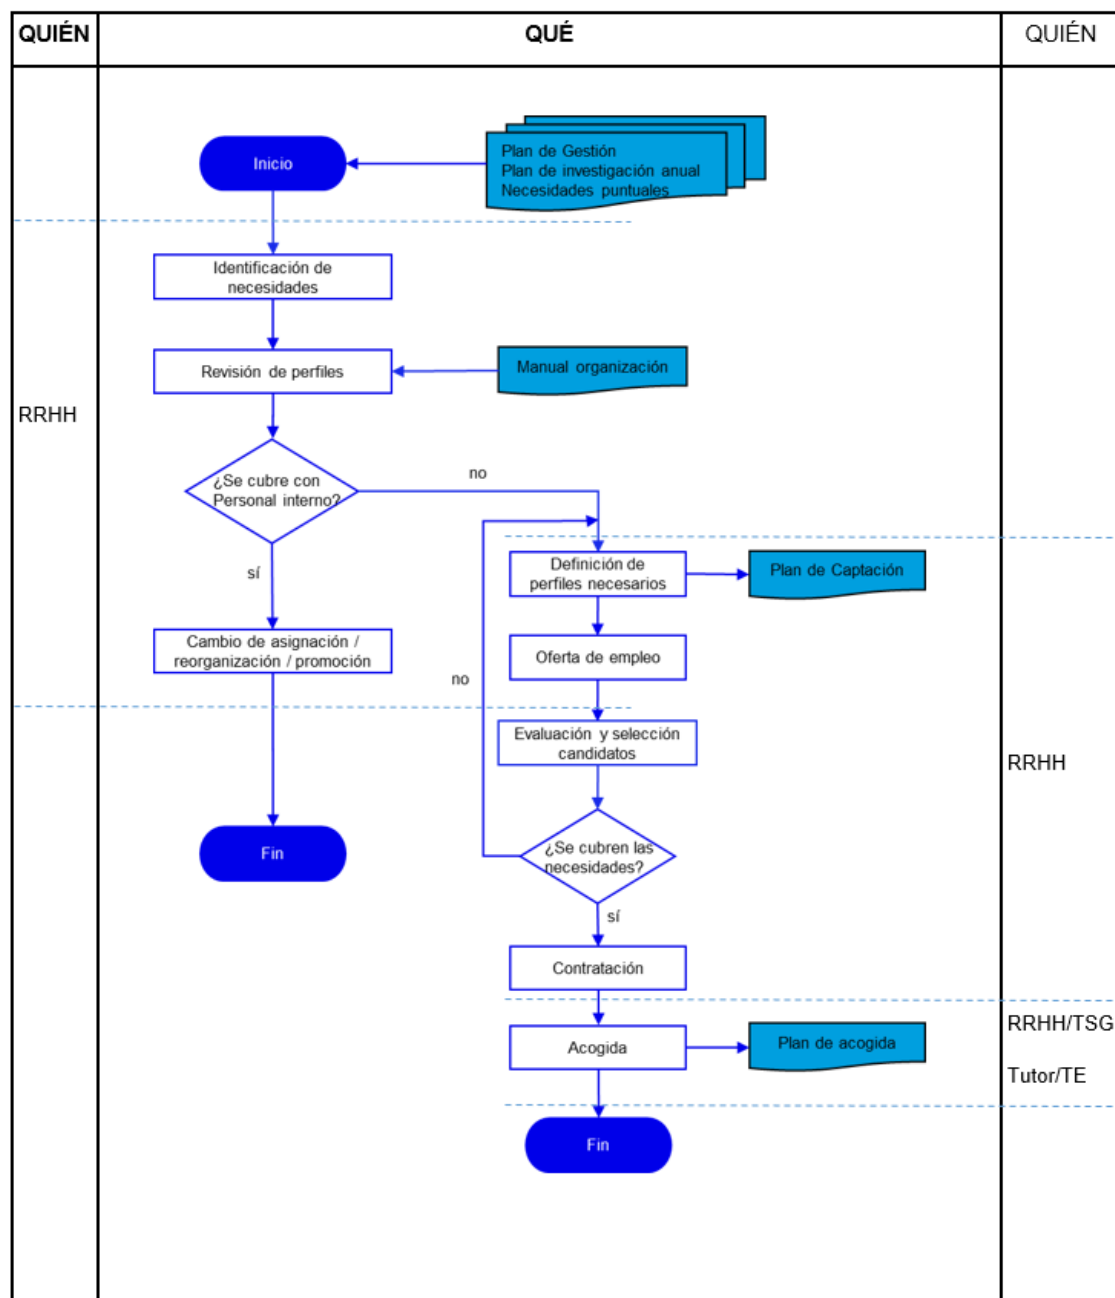 QUIÉN
QUÉ
QUIÉN
Inicio
Plan de Gestión
Plan de investigación anual
Necesidades puntuales
Identificación de
necesidades
Revisión de perfiles
Manual organización
RRHH
¿Se cubre con
Personal interno?
no
sí
Definición de
perfiles necesarios
Plan de Captación
Cambio de asignación /
reorganización / promoción
Oferta de empleo
no
Evaluación y selección
candidatos
RRHH
Fin
¿Se cubren las
necesidades?
sí
Contratación
Acogida
Plan de acogida
RRHH/TSG
Tutor/TE
Fin